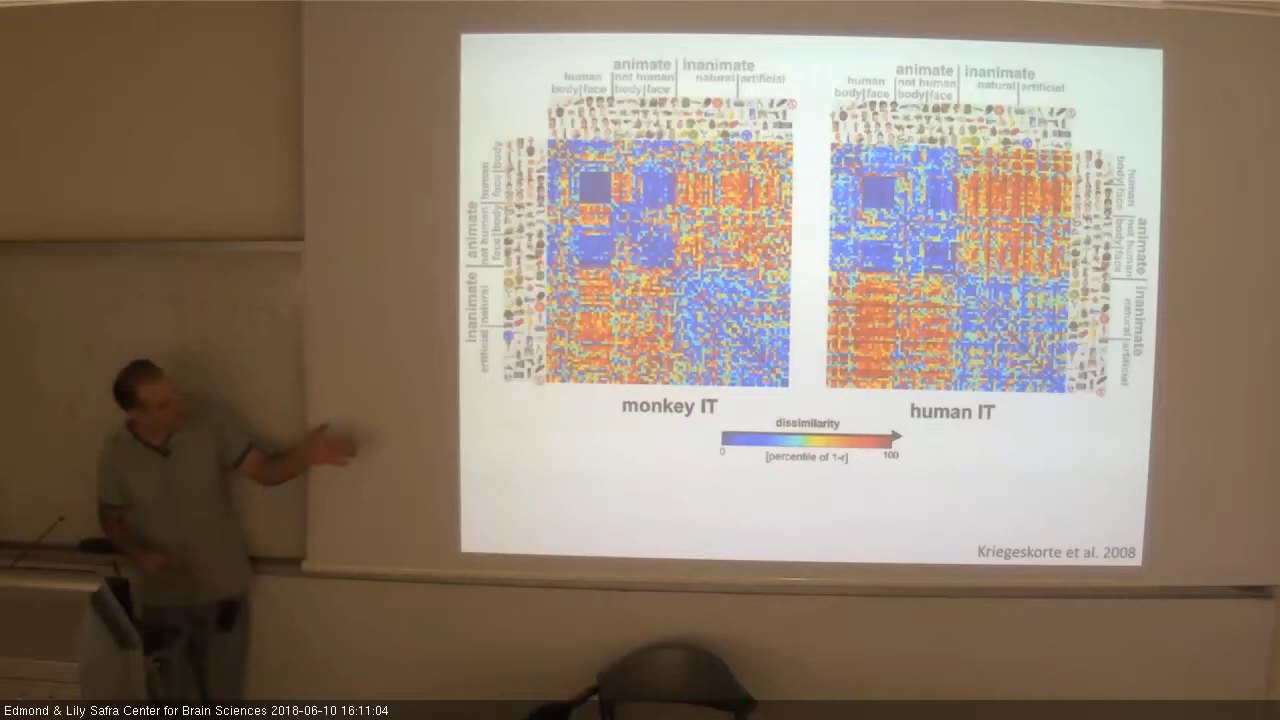 animate | inanimate
human | not human natural | artificial
body | face | body | face
animate | inanimate
human | not human natural | artificial
body | face body | face
inanimate animate
artificial natural not human human
face body face body
human not human natural artificial
body face body face
animate inanimate
monkey IT
human IT
dissimilarity
0 100
[percentile of 1-r]
Kriegeskorte et al. 2008
Edmond & Lily Safra Center for Brain Sciences 2018-06-10 16:11:04